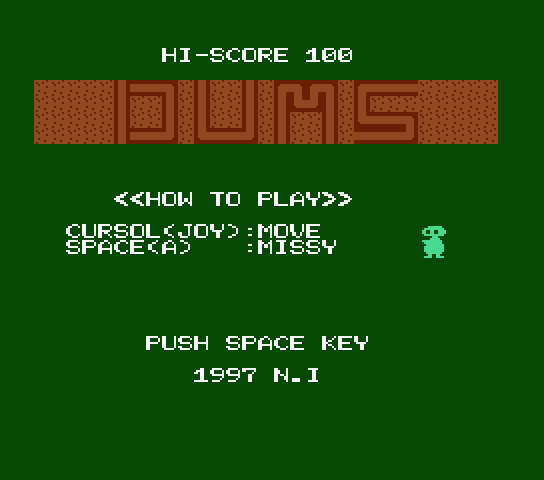 HI-SCORE 100
DUMS
<<HOW TO PLAY>>
CURSOL(JOY):MOVE
SPACE(A) :MISSY
PUSH SPACE KEY
1997 N.I